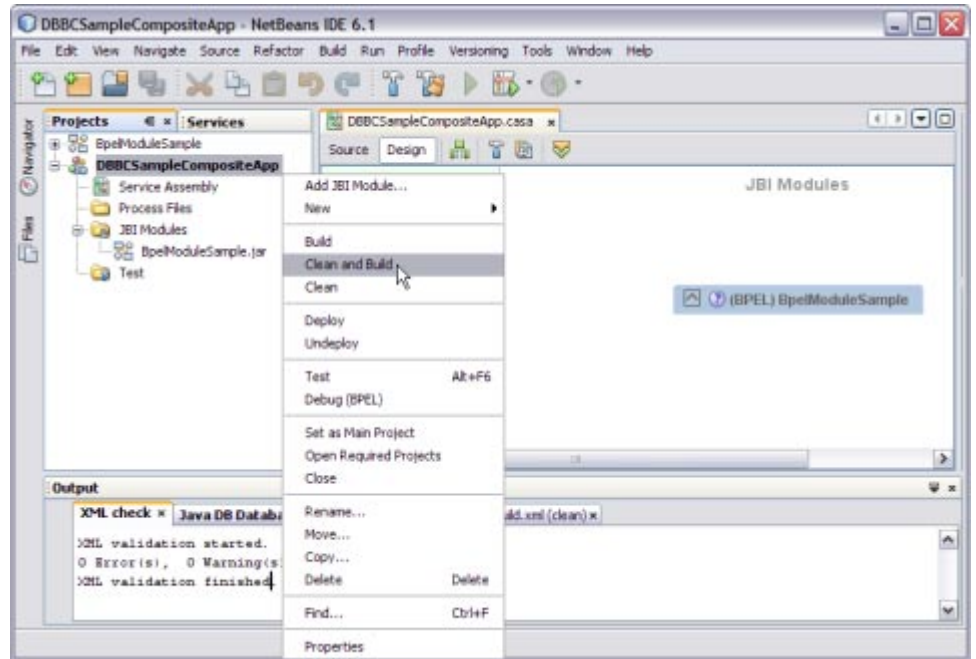 DBBCSampleCompositeApp - NetBeans IDE 6.1
File Edit View Navigate Source Refactor Build Run Profile Versioning Tools Window Help
Navigator
Files
Projects
Services
BpelModuleSample
DBBCSampleCompositeApp
Service Assembly
Process Files
JBI Modules
BpelModuleSample.jar
Test
DBBCSampleCompositeApp.casa
Source Design
JBI Modules
(BPEL) BpelModuleSample
Add JBI Module...
New
Build
Clean and Build
Clean
Deploy
Undeploy
Test Alt+F6
Debug (BPEL)
Set as Main Project
Open Required Projects
Close
Rename...
Move...
Copy...
Delete Delete
Find... Ctrl+F
Properties
Output
XML check Java DB Databa
ild.xml (clean)
XML validation started.
0 Error(s), 0 Warning(s
XML validation finished